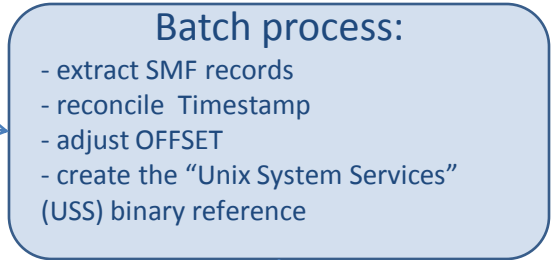 Batch process:
- extract SMF records
- reconcile Timestamp
- adjust OFFSET
- create the “Unix System Services”
(USS) binary reference